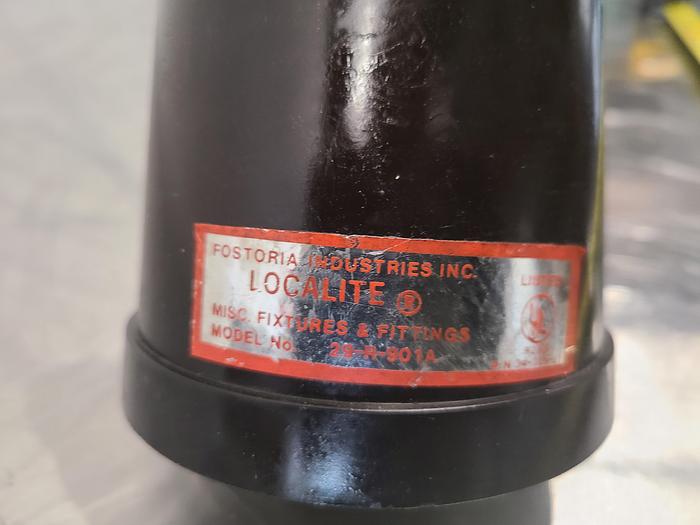 FOSTORIA INDUSTRIES INC.
LOCALITE ®
LISTED
MISC. FIXTURES & FITTINGS
MODEL No. 29-R-901A